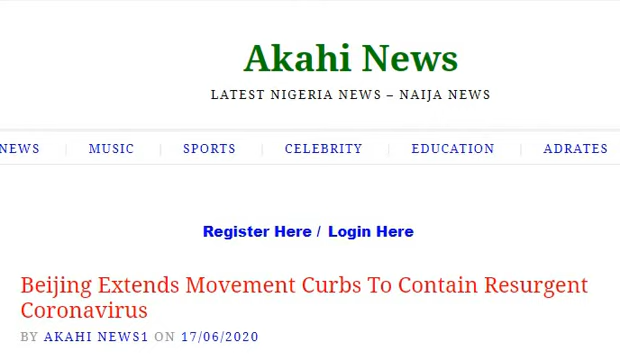 Akahi News
LATEST NIGERIA NEWS – NAIJA NEWS
NEWS | MUSIC | SPORTS | CELEBRITY | EDUCATION | ADRATES
Register Here / Login Here
Beijing Extends Movement Curbs To Contain Resurgent
Coronavirus
BY AKAHI NEWS1 ON 17/06/2020